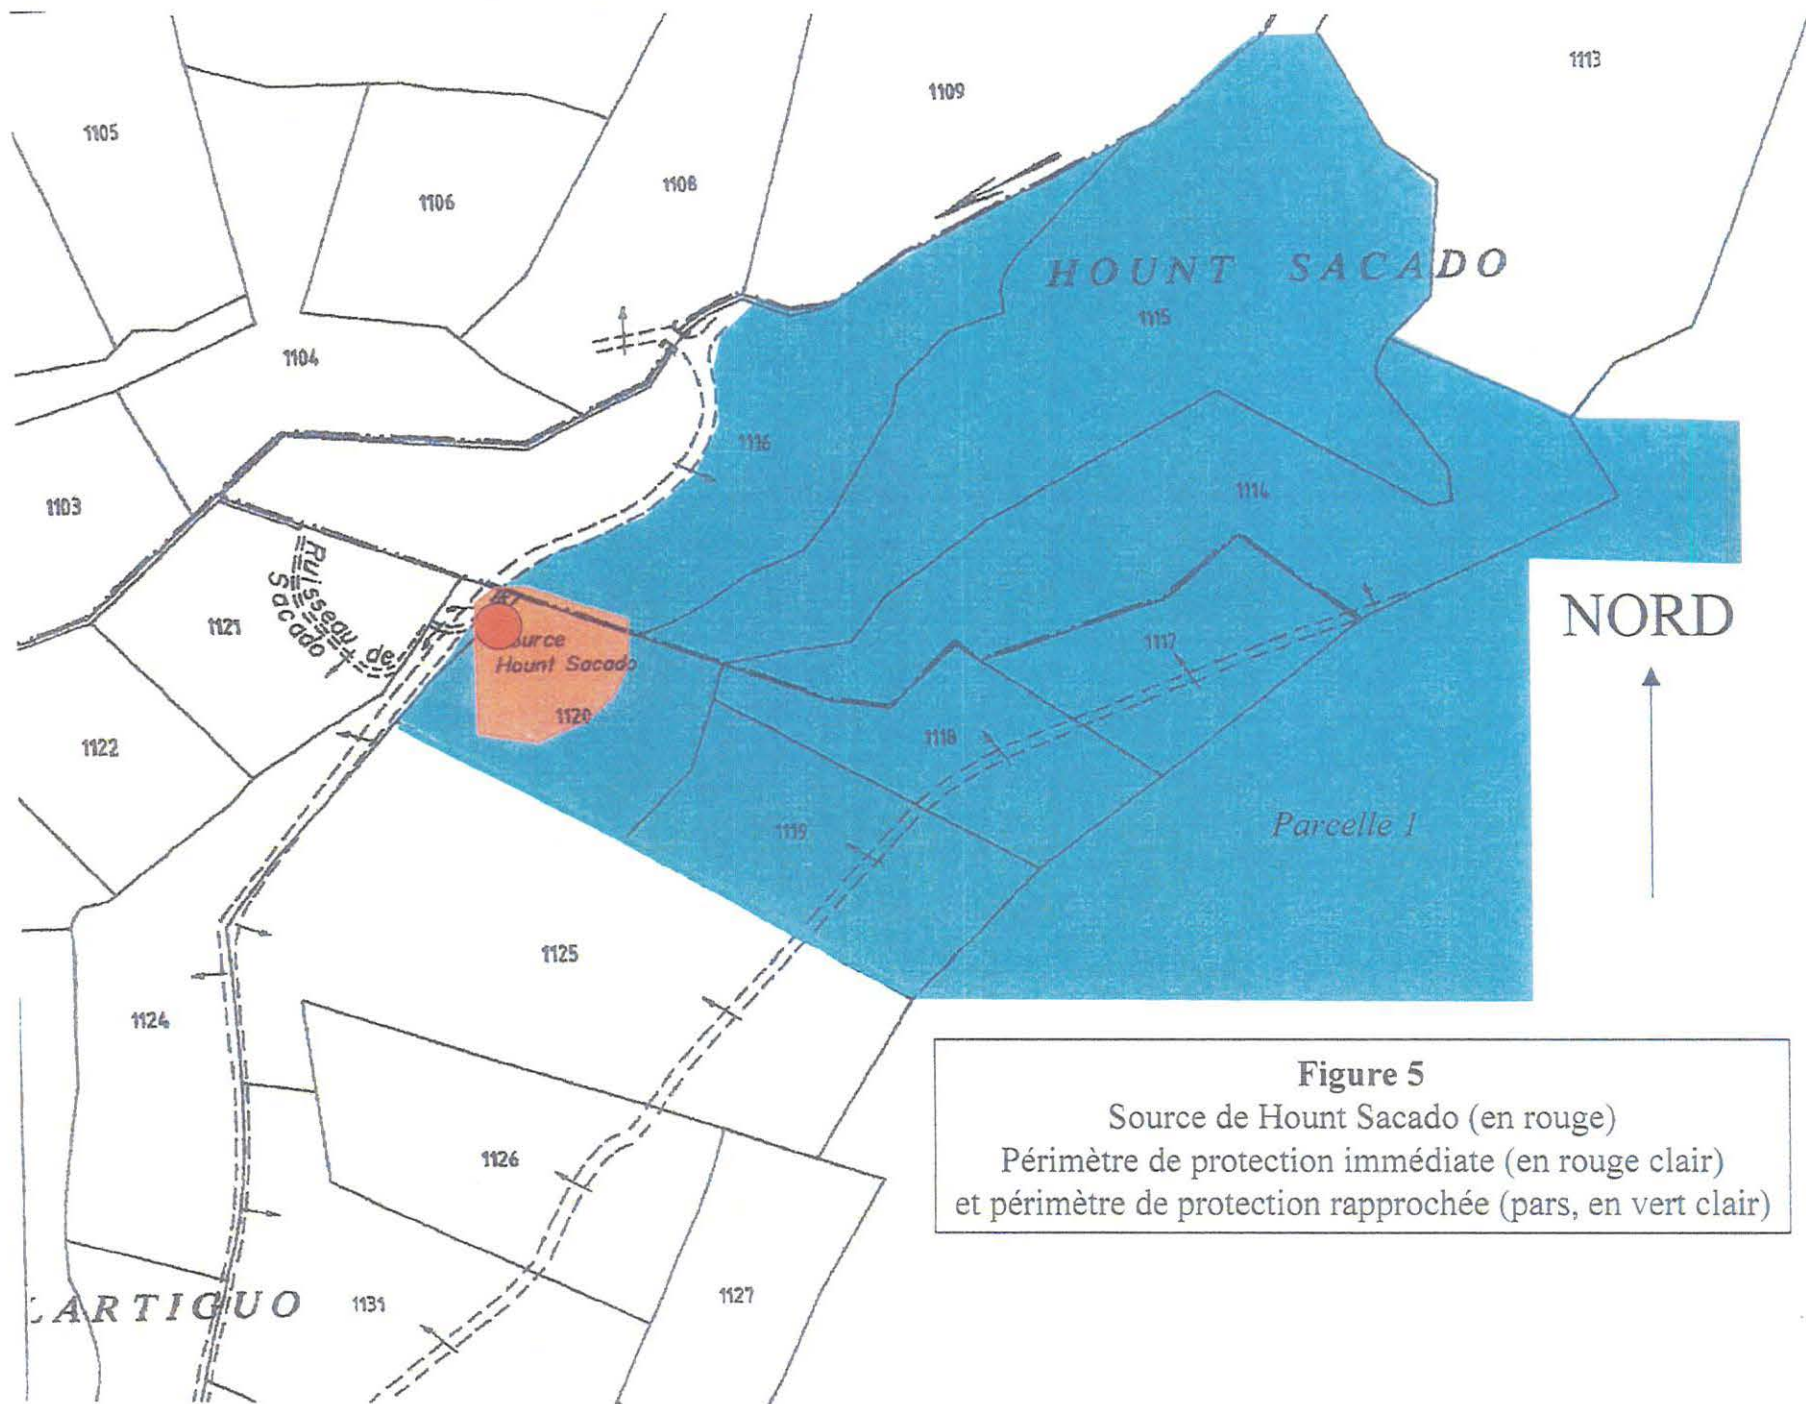 1113
1109
1105
1108
1106
HOUNT SACADO
1115
1104
1116
1114
1103
NORD
Ruisseau de
Sacado
1121
Source
Hount Sacado
1117
1120
1118
1122
Parcelle 1
1119
1125
1124
Figure 5
Source de Hount Sacado (en rouge)
Périmètre de protection immédiate (en rouge clair)
et périmètre de protection rapprochée (pars, en vert clair)
1126
1127
1131
LARTIGUO